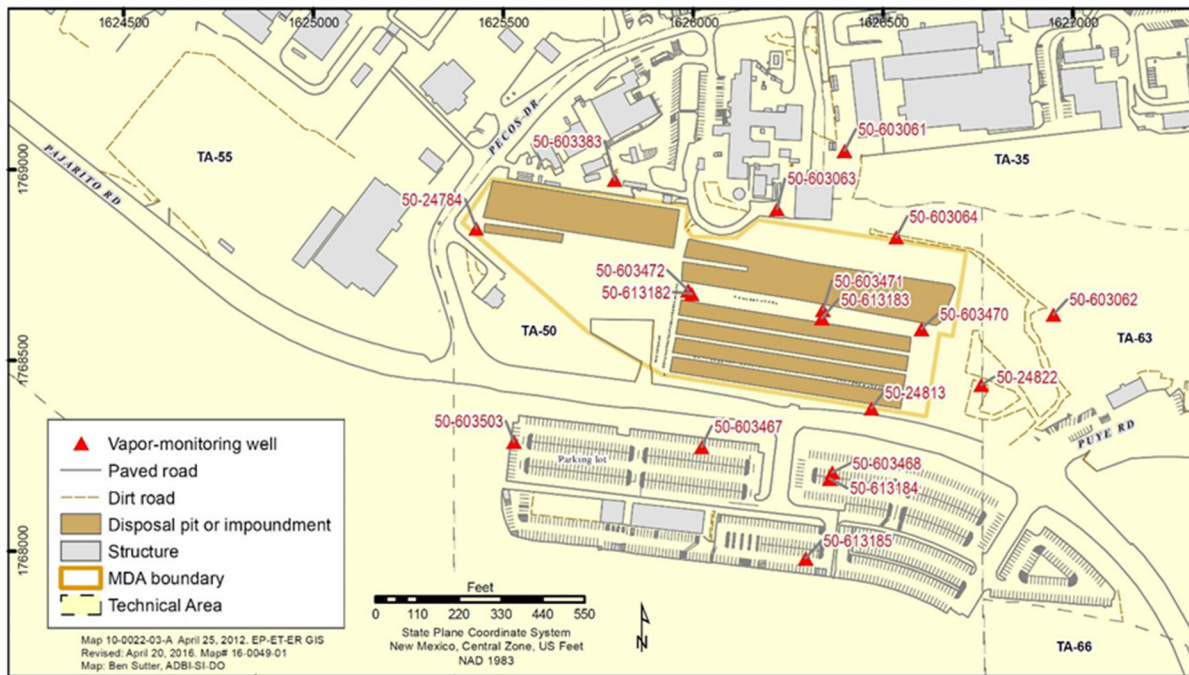 1624500
1625000
1625500
1626000
1626500
1627000
1769000
1768500
1768000
PAJARITO RD
PECOS DR
TA-55
50-603383
50-603061
TA-35
50-603063
50-24784
50-603064
50-603472
50-613182
50-603471
50-613183
50-603470
50-603062
TA-50
TA-63
50-24822
50-24813
PUYE RD
50-603503
50-603467
Parking lot
50-603468
50-613184
50-613185
TA-66
Vapor-monitoring well
Paved road
Dirt road
Disposal pit or impoundment
Structure
MDA boundary
Technical Area
Map 10-0022-03-A April 25, 2012. EP-ET-ER GIS
Revised: April 20, 2016. Map# 16-0049-01
Map: Ben Sutter, ADBI-SI-DO
Feet
0 110 220 330 440 550
State Plane Coordinate System
New Mexico, Central Zone, US Feet
NAD 1983
N